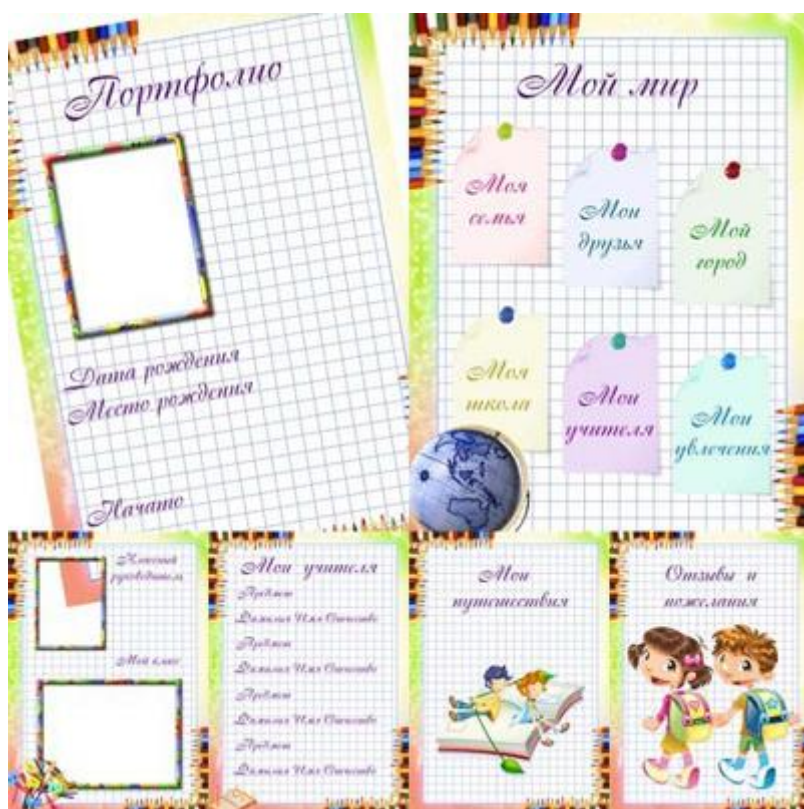 Портфолио
Дата рождения
Место рождения
Начато
Мой мир
Моя
семья
Мои
друзья
Мой
город
Моя
школа
Мои
учителя
Мои
увлечения
Классный
руководитель
Мой класс
Мои учителя
Предмет
Фамилия Имя Отчество
Предмет
Фамилия Имя Отчество
Предмет
Фамилия Имя Отчество
Предмет
Фамилия Имя Отчество
Мои
путешествия
Отзывы и
пожелания